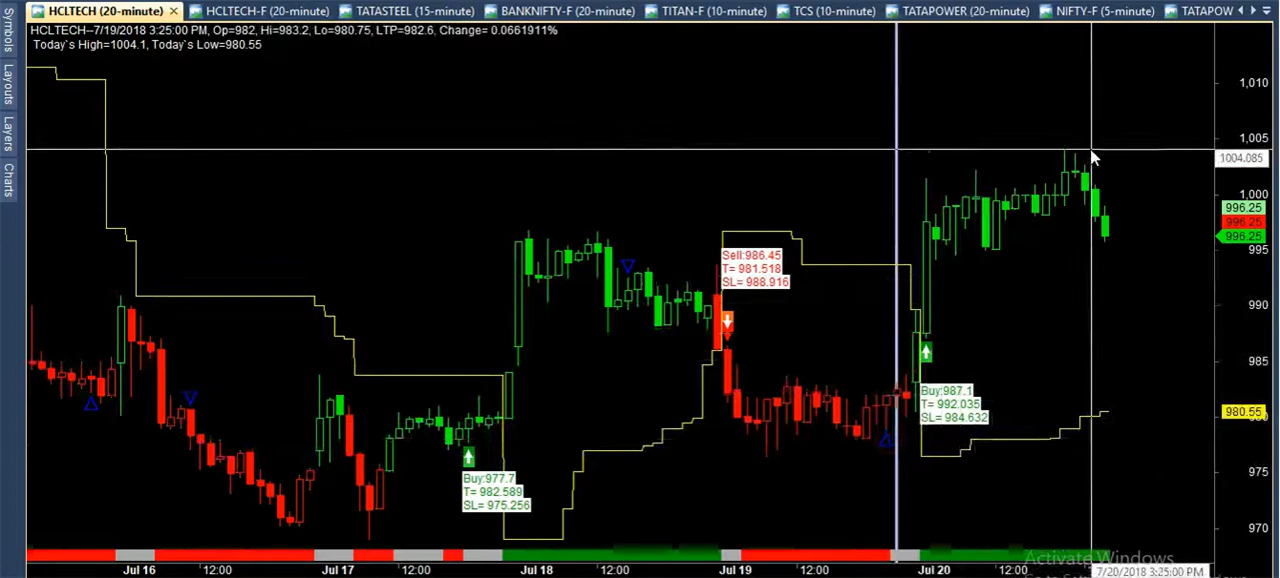 HCLTECH (20-minute) HCLTECH-F (20-minute) TATASTEEL (15-minute) BANKNIFTY-F (20-minute) TITAN-F (10-minute) TCS (10-minute) TATAPOWER (20-minute) NIFTY-F (5-minute) TATAPOW
HCLTECH--7/19/2018 3:25:00 PM, Op=982, Hi=983.2, Lo=980.75, LTP=982.6, Change= 0.0661911%
Today`s High=1004.1, Today`s Low=980.55
Symbols
Layouts
Layers
Charts
1,010
1,005
1004.085
1,000
996.25
996.25
996.25
995
990
985
980.55
975
970
Sell:986.45
T= 981.518
SL= 988.916
Buy:987.1
T= 992.035
SL= 984.632
Buy:977.7
T= 982.589
SL= 975.256
Activate Windows
Jul 16 12:00 Jul 17 12:00 Jul 18 12:00 Jul 19 12:00 Jul 20 12:00 7/20/2018 3:25:00 PM